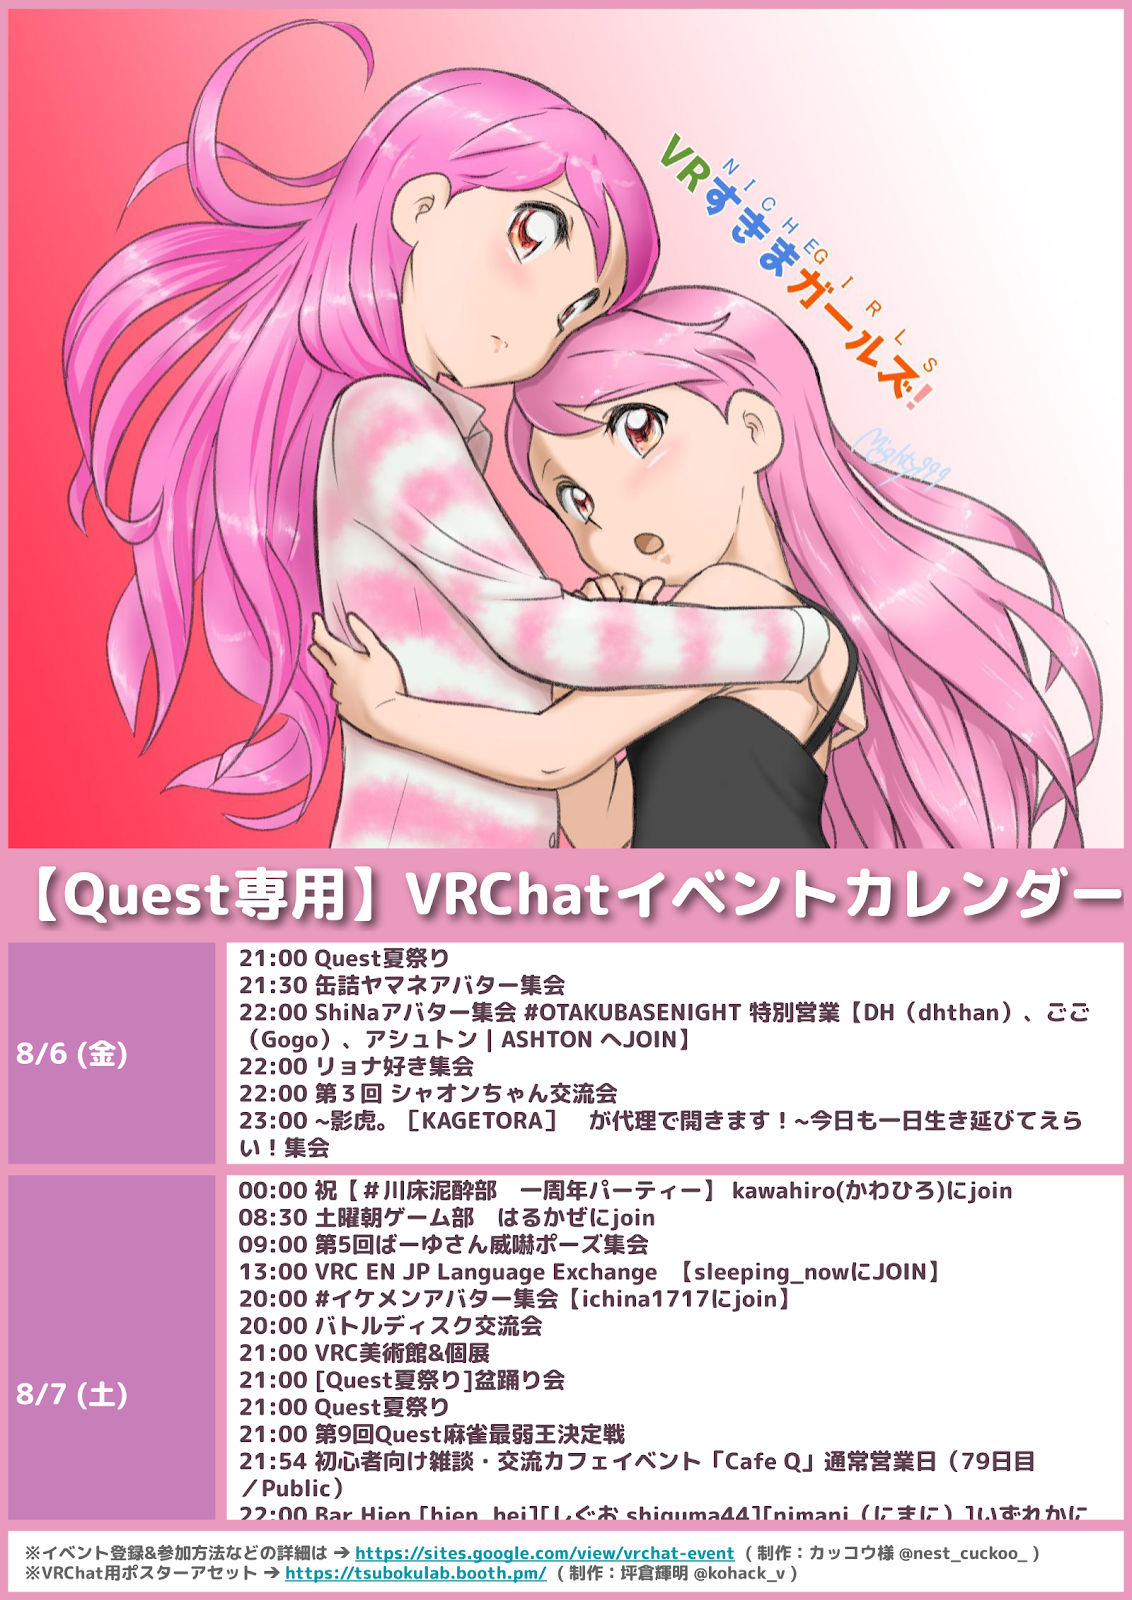 NICHEGIRLS
VRすきまガールズ!
Mighty999
【Quest専用】VRChatイベントカレンダー
8/6 (金)
21:00 Quest夏祭り
21:30 缶詰ヤマネアバター集会
22:00 ShiNaアバター集会 #OTAKUBASENIGHT 特別営業【DH（dhthan）、ごご
（Gogo）、アシュトン | ASHTON へJOIN】
22:00 リョナ好き集会
22:00 第３回 シャオンちゃん交流会
23:00 ~影虎。［KAGETORA］　が代理で開きます！~今日も一日生き延びてえら
い！集会
8/7 (土)
00:00 祝【＃川床泥酔部　一周年パーティー】 kawahiro(かわひろ)にjoin
08:30 土曜朝ゲーム部　はるかぜにjoin
09:00 第5回ばーゆさん威嚇ポーズ集会
13:00 VRC EN JP Language Exchange 【sleeping_nowにJOIN】
20:00 #イケメンアバター集会【ichina1717にjoin】
20:00 バトルディスク交流会
21:00 VRC美術館&個展
21:00 [Quest夏祭り]盆踊り会
21:00 Quest夏祭り
21:00 第9回Quest麻雀最弱王決定戦
21:54 初心者向け雑談・交流カフェイベント「Cafe Q」通常営業日（79日目
／Public）
22:00 Bar Hien [hien_hei][しぐお shiguma44][nimani（にまに）]いずれかに
※イベント登録&参加方法などの詳細は ➔ https://sites.google.com/view/vrchat-event ( 制作：カッコウ様 @nest_cuckoo_ )
※VRChat用ポスターアセット ➔ https://tsubokulab.booth.pm/ ( 制作：坪倉輝明 @kohack_v )